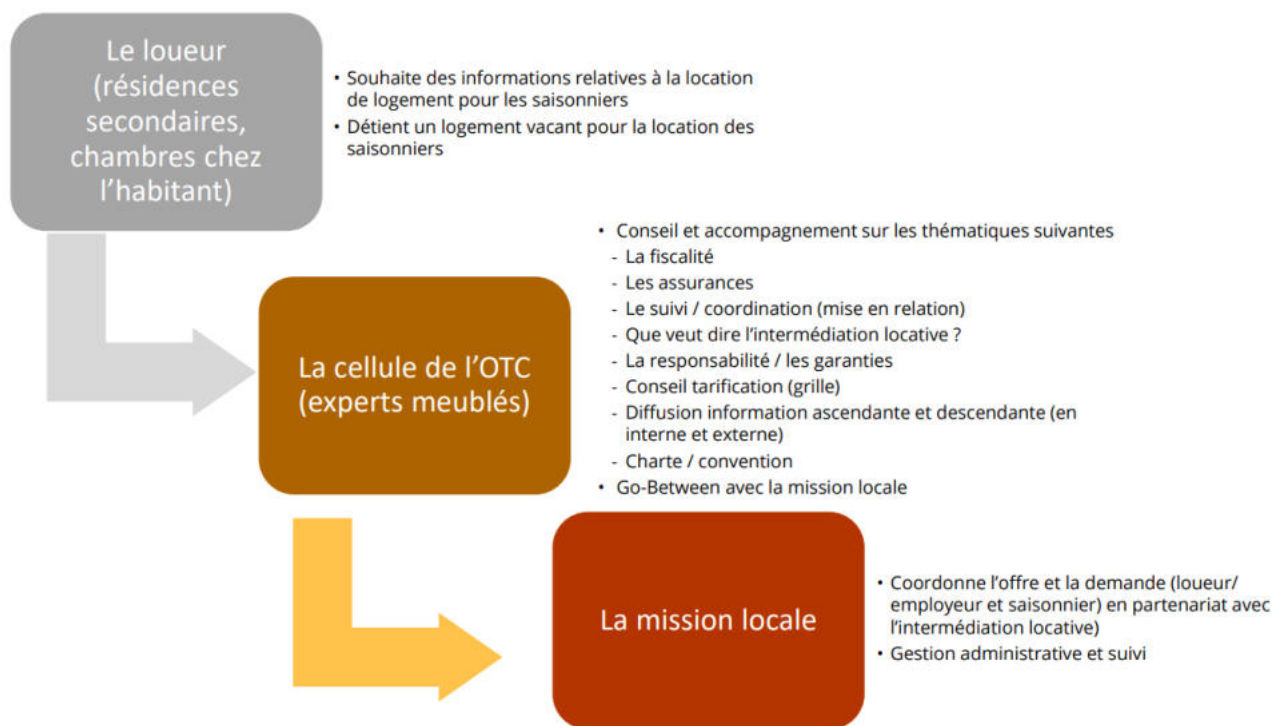 Le loueur
(résidences
secondaires,
chambres chez
l'habitant)
• Souhaite des informations relatives à la location
de logement pour les saisonniers
• Détient un logement vacant pour la location des
saisonniers
La cellule de l'OTC
(experts meublés)
• Conseil et accompagnement sur les thématiques suivantes
- La fiscalité
- Les assurances
- Le suivi / coordination (mise en relation)
- Que veut dire l'intermédiation locative ?
- La responsabilité / les garanties
- Conseil tarification (grille)
- Diffusion information ascendante et descendante (en
interne et externe)
- Charte / convention
• Go-Between avec la mission locale
La mission locale
• Coordonne l'offre et la demande (loueur/
employeur et saisonnier) en partenariat avec
l'intermédiation locative)
• Gestion administrative et suivi